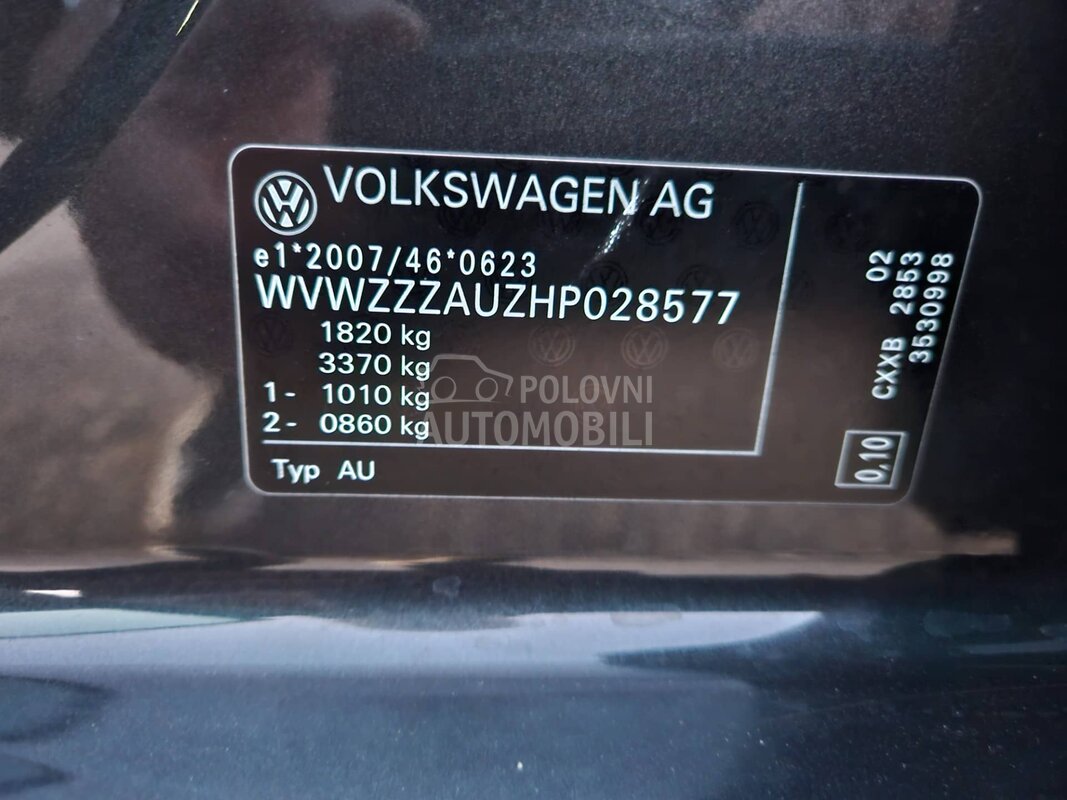 VOLKSWAGEN AG
e1*2007/46*0623
WVWZZZAUZHP028577
1820 kg
3370 kg
1- 1010 kg
2- 0860 kg
Typ AU
02
CXXB 2853
3530998
0,10
POLOVNI
AUTOMOBILI